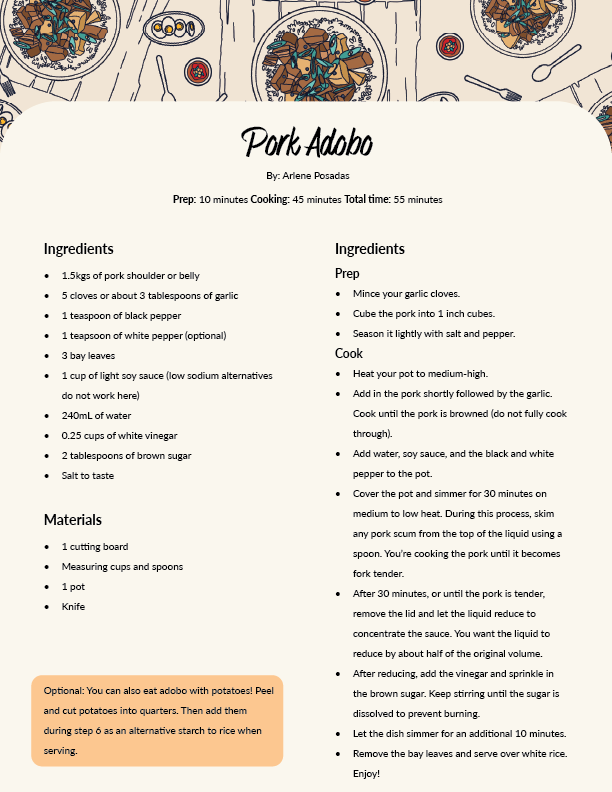 Pork Adobo
By: Arlene Posadas
Prep: 10 minutes Cooking: 45 minutes Total time: 55 minutes
Ingredients
• 1.5kgs of pork shoulder or belly
• 5 cloves or about 3 tablespoons of garlic
• 1 teaspoon of black pepper
• 1 teapsoon of white pepper (optional)
• 3 bay leaves
• 1 cup of light soy sauce (low sodium alternatives
do not work here)
• 240mL of water
• 0.25 cups of white vinegar
• 2 tablespoons of brown sugar
• Salt to taste
Materials
• 1 cutting board
• Measuring cups and spoons
• 1 pot
• Knife
Optional: You can also eat adobo with potatoes! Peel
and cut potatoes into quarters. Then add them
during step 6 as an alternative starch to rice when
serving.
Ingredients
Prep
• Mince your garlic cloves.
• Cube the pork into 1 inch cubes.
• Season it lightly with salt and pepper.
Cook
• Heat your pot to medium-high.
• Add in the pork shortly followed by the garlic.
Cook until the pork is browned (do not fully cook
through).
• Add water, soy sauce, and the black and white
pepper to the pot.
• Cover the pot and simmer for 30 minutes on
medium to low heat. During this process, skim
any pork scum from the top of the liquid using a
spoon. You're cooking the pork until it becomes
fork tender.
• After 30 minutes, or until the pork is tender,
remove the lid and let the liquid reduce to
concentrate the sauce. You want the liquid to
reduce by about half of the original volume.
• After reducing, add the vinegar and sprinkle in
the brown sugar. Keep stirring until the sugar is
dissolved to prevent burning.
• Let the dish simmer for an additional 10 minutes.
• Remove the bay leaves and serve over white rice.
Enjoy!